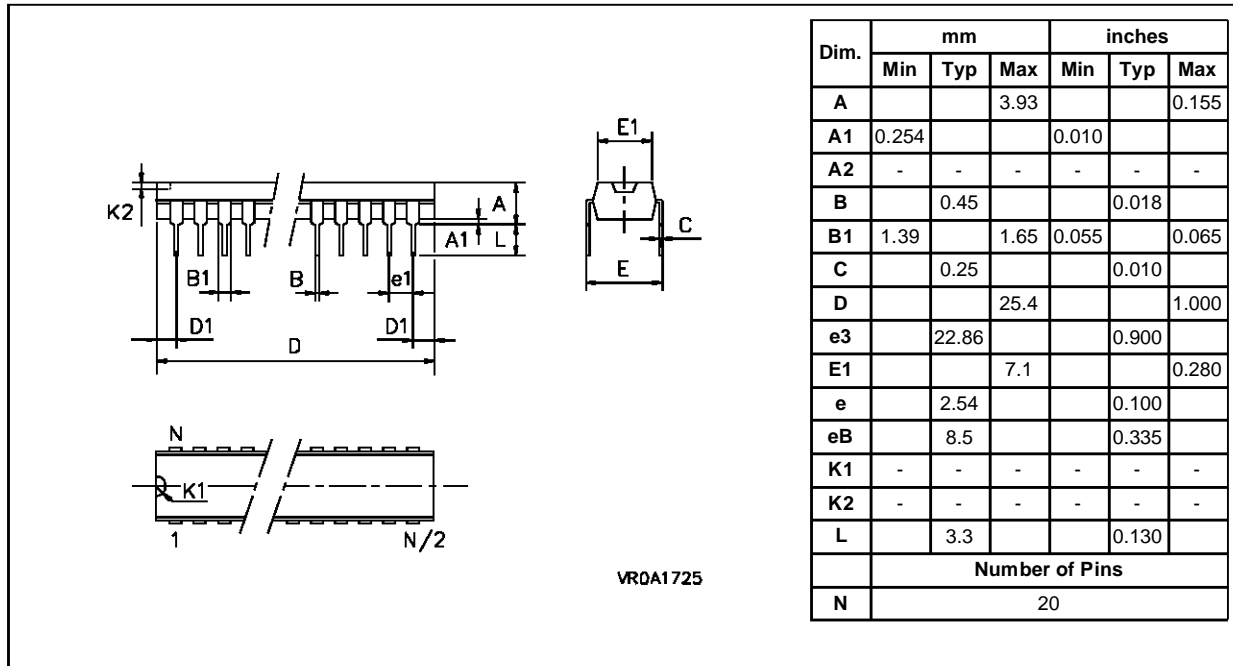 E1
K2
A
A1
L
C
B1
B
e1
E
D1
D1
D
N
K1
1
N/2
VR0A1725
Dim. mm inches
Min Typ Max Min Typ Max
A 3.93 0.155
A1 0.254 0.010
A2 - - - - - -
B 0.45 0.018
B1 1.39 1.65 0.055 0.065
C 0.25 0.010
D 25.4 1.000
e3 22.86 0.900
E1 7.1 0.280
e 2.54 0.100
eB 8.5 0.335
K1 - - - - - -
K2 - - - - - -
L 3.3 0.130
Number of Pins
N 20